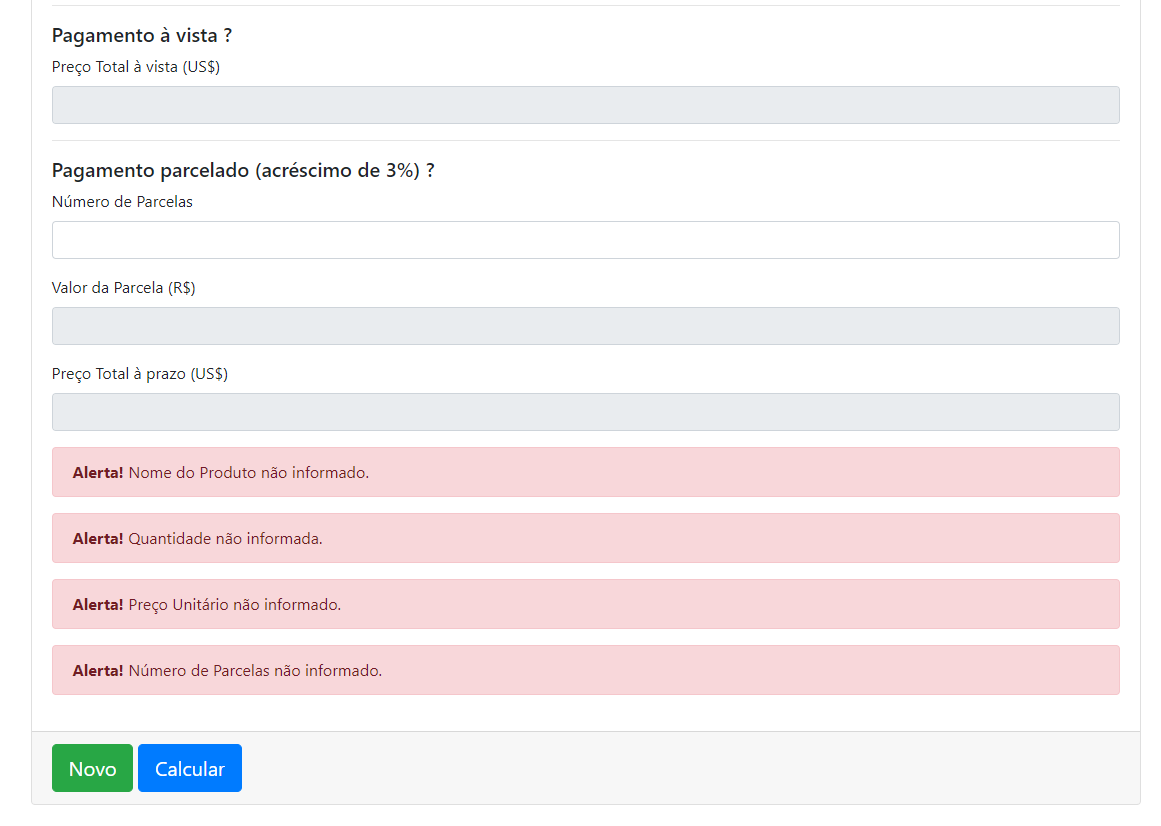 Pagamento à vista ?
Preço Total à vista (US$)
Pagamento parcelado (acréscimo de 3%) ?
Número de Parcelas
Valor da Parcela (R$)
Preço Total à prazo (US$)
Alerta! Nome do Produto não informado.
Alerta! Quantidade não informada.
Alerta! Preço Unitário não informado.
Alerta! Número de Parcelas não informado.
Novo Calcular